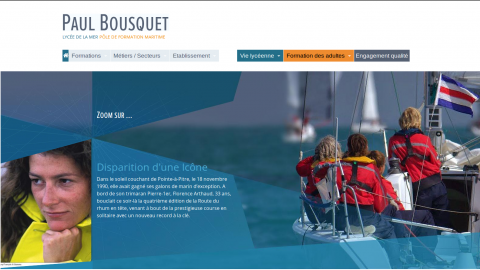 PAUL BOUSQUET
LYCÉE DE LA MER PÔLE DE FORMATION MARITIME
Formations
Métiers / Secteurs
Etablissement
Vie lycéenne
Formation des adultes
Engagement qualité
ZOOM SUR ...
Disparition d'une Icône
Dans le soleil couchant de Pointe-à-Pitre, le 18 novembre
1990, elle avait gagné ses galons de marin d'exception. A
bord de son trimaran Pierre-1er, Florence Arthaud, 33 ans,
bouclait ce soir-là la quatrième édition de la Route du
rhum en tête, venant à bout de la prestigieuse course en
solitaire avec un nouveau record à la clé.